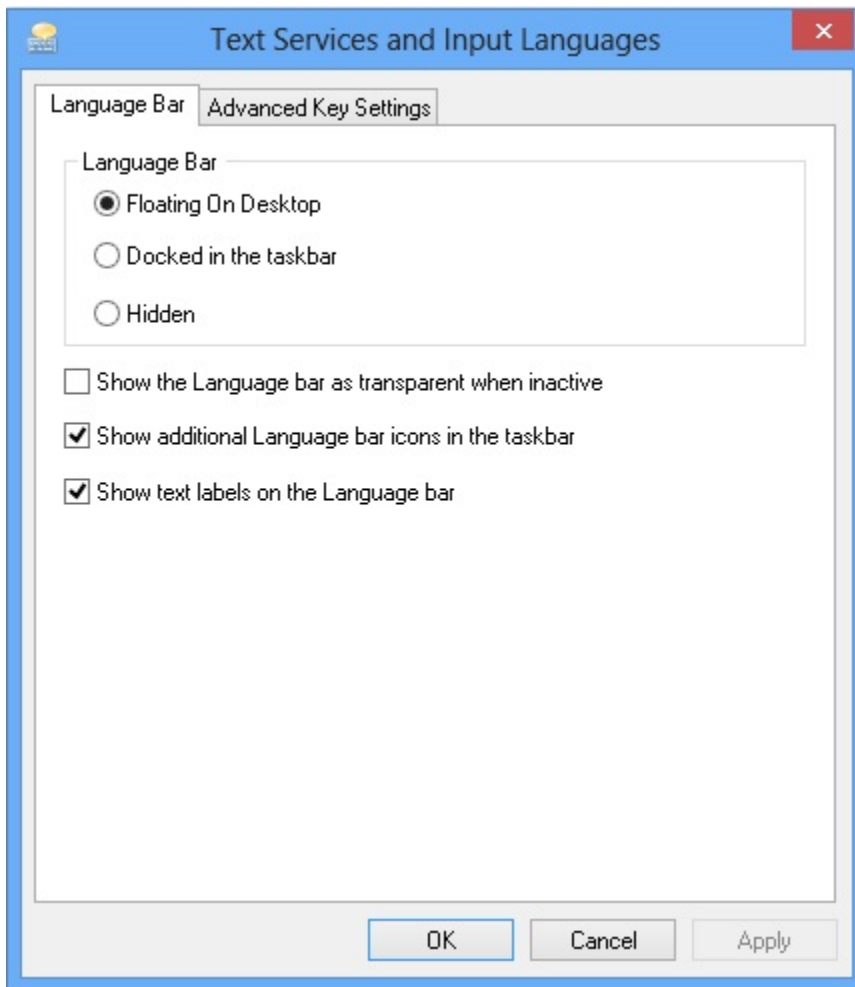 Text Services and Input Languages
Language Bar
Advanced Key Settings
Language Bar
Floating On Desktop
Docked in the taskbar
Hidden
Show the Language bar as transparent when inactive
Show additional Language bar icons in the taskbar
Show text labels on the Language bar
OK
Cancel
Apply